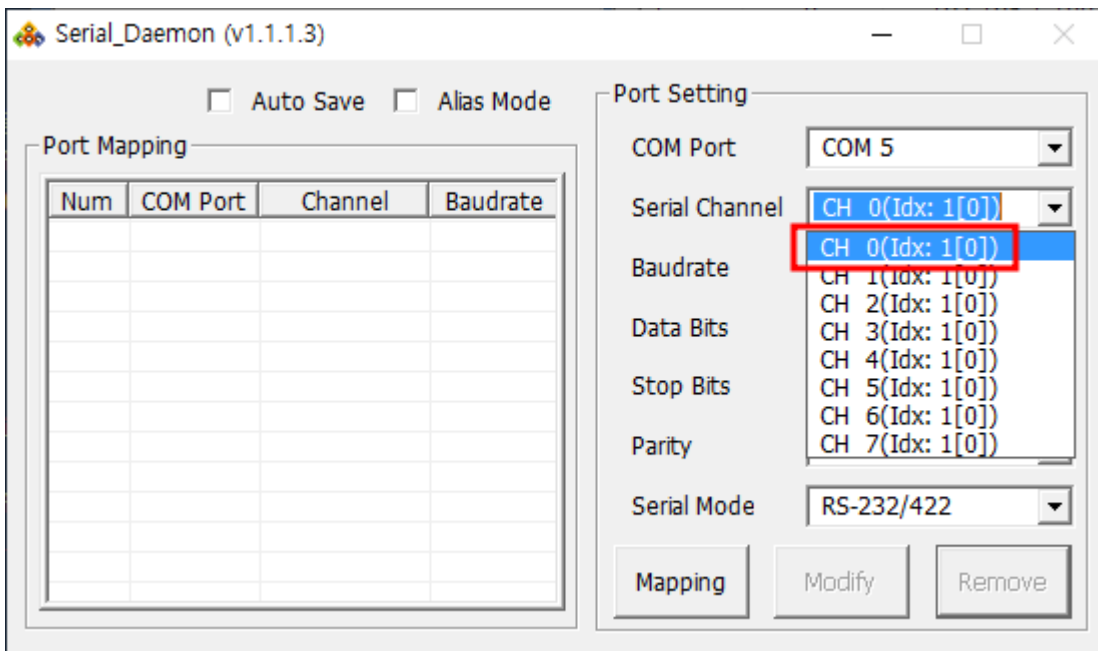 Serial_Daemon (v1.1.1.3)
Auto Save Alias Mode
Port Mapping
Num COM Port Channel Baudrate
Port Setting
COM Port COM 5
Serial Channel CH 0(Idx: 1[0])
CH 0(Idx: 1[0])
CH 1(Idx: 1[0])
CH 2(Idx: 1[0])
CH 3(Idx: 1[0])
CH 4(Idx: 1[0])
CH 5(Idx: 1[0])
CH 6(Idx: 1[0])
CH 7(Idx: 1[0])
Baudrate
Data Bits
Stop Bits
Parity
Serial Mode RS-232/422
Mapping Modify Remove